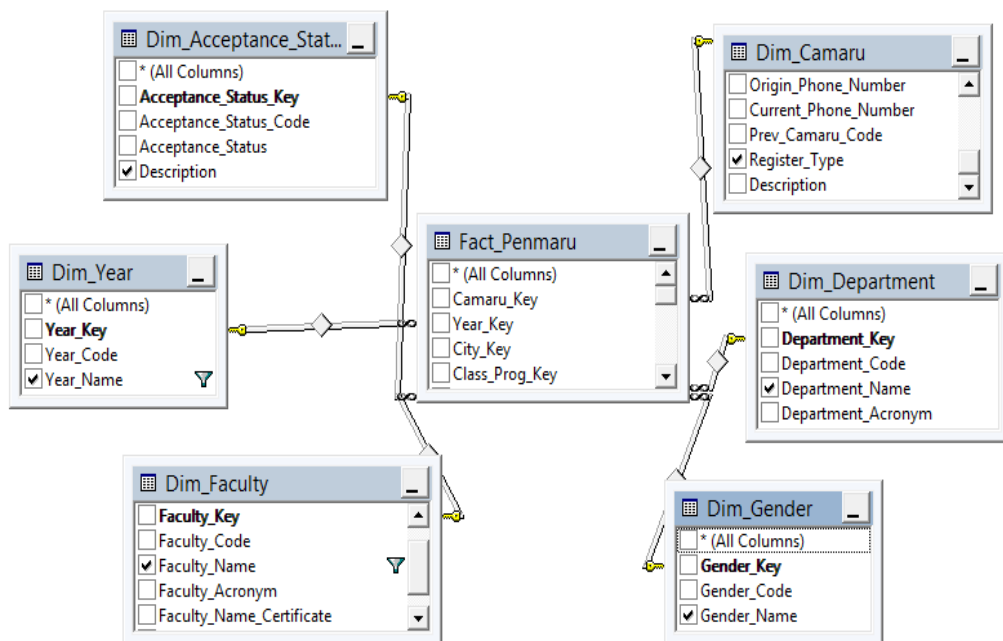 Dim_Acceptance_Stat...
* (All Columns)
Acceptance_Status_Key
Acceptance_Status_Code
Acceptance_Status
Description
Dim_Camaru
Origin_Phone_Number
Current_Phone_Number
Prev_Camaru_Code
Register_Type
Description
Fact_Penmaru
* (All Columns)
Camaru_Key
Year_Key
City_Key
Class_Prog_Key
Dim_Year
* (All Columns)
Year_Key
Year_Code
Year_Name
Dim_Department
* (All Columns)
Department_Key
Department_Code
Department_Name
Department_Acronym
Dim_Faculty
Faculty_Key
Faculty_Code
Faculty_Name
Faculty_Acronym
Faculty_Name_Certificate
Dim_Gender
* (All Columns)
Gender_Key
Gender_Code
Gender_Name